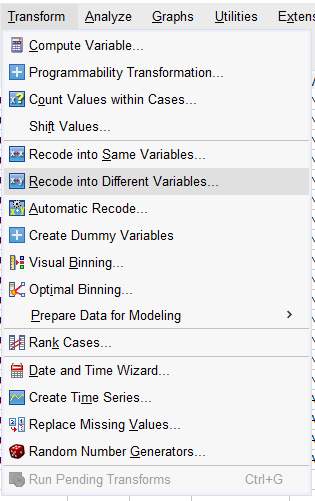 Transform Analyze Graphs Utilities Exten
Compute Variable...
Programmability Transformation...
Count Values within Cases...
Shift Values...
Recode into Same Variables...
Recode into Different Variables...
Automatic Recode...
Create Dummy Variables
Visual Binning...
Optimal Binning...
Prepare Data for Modeling
Rank Cases...
Date and Time Wizard...
Create Time Series...
Replace Missing Values...
Random Number Generators...
Run Pending Transforms Ctrl+G